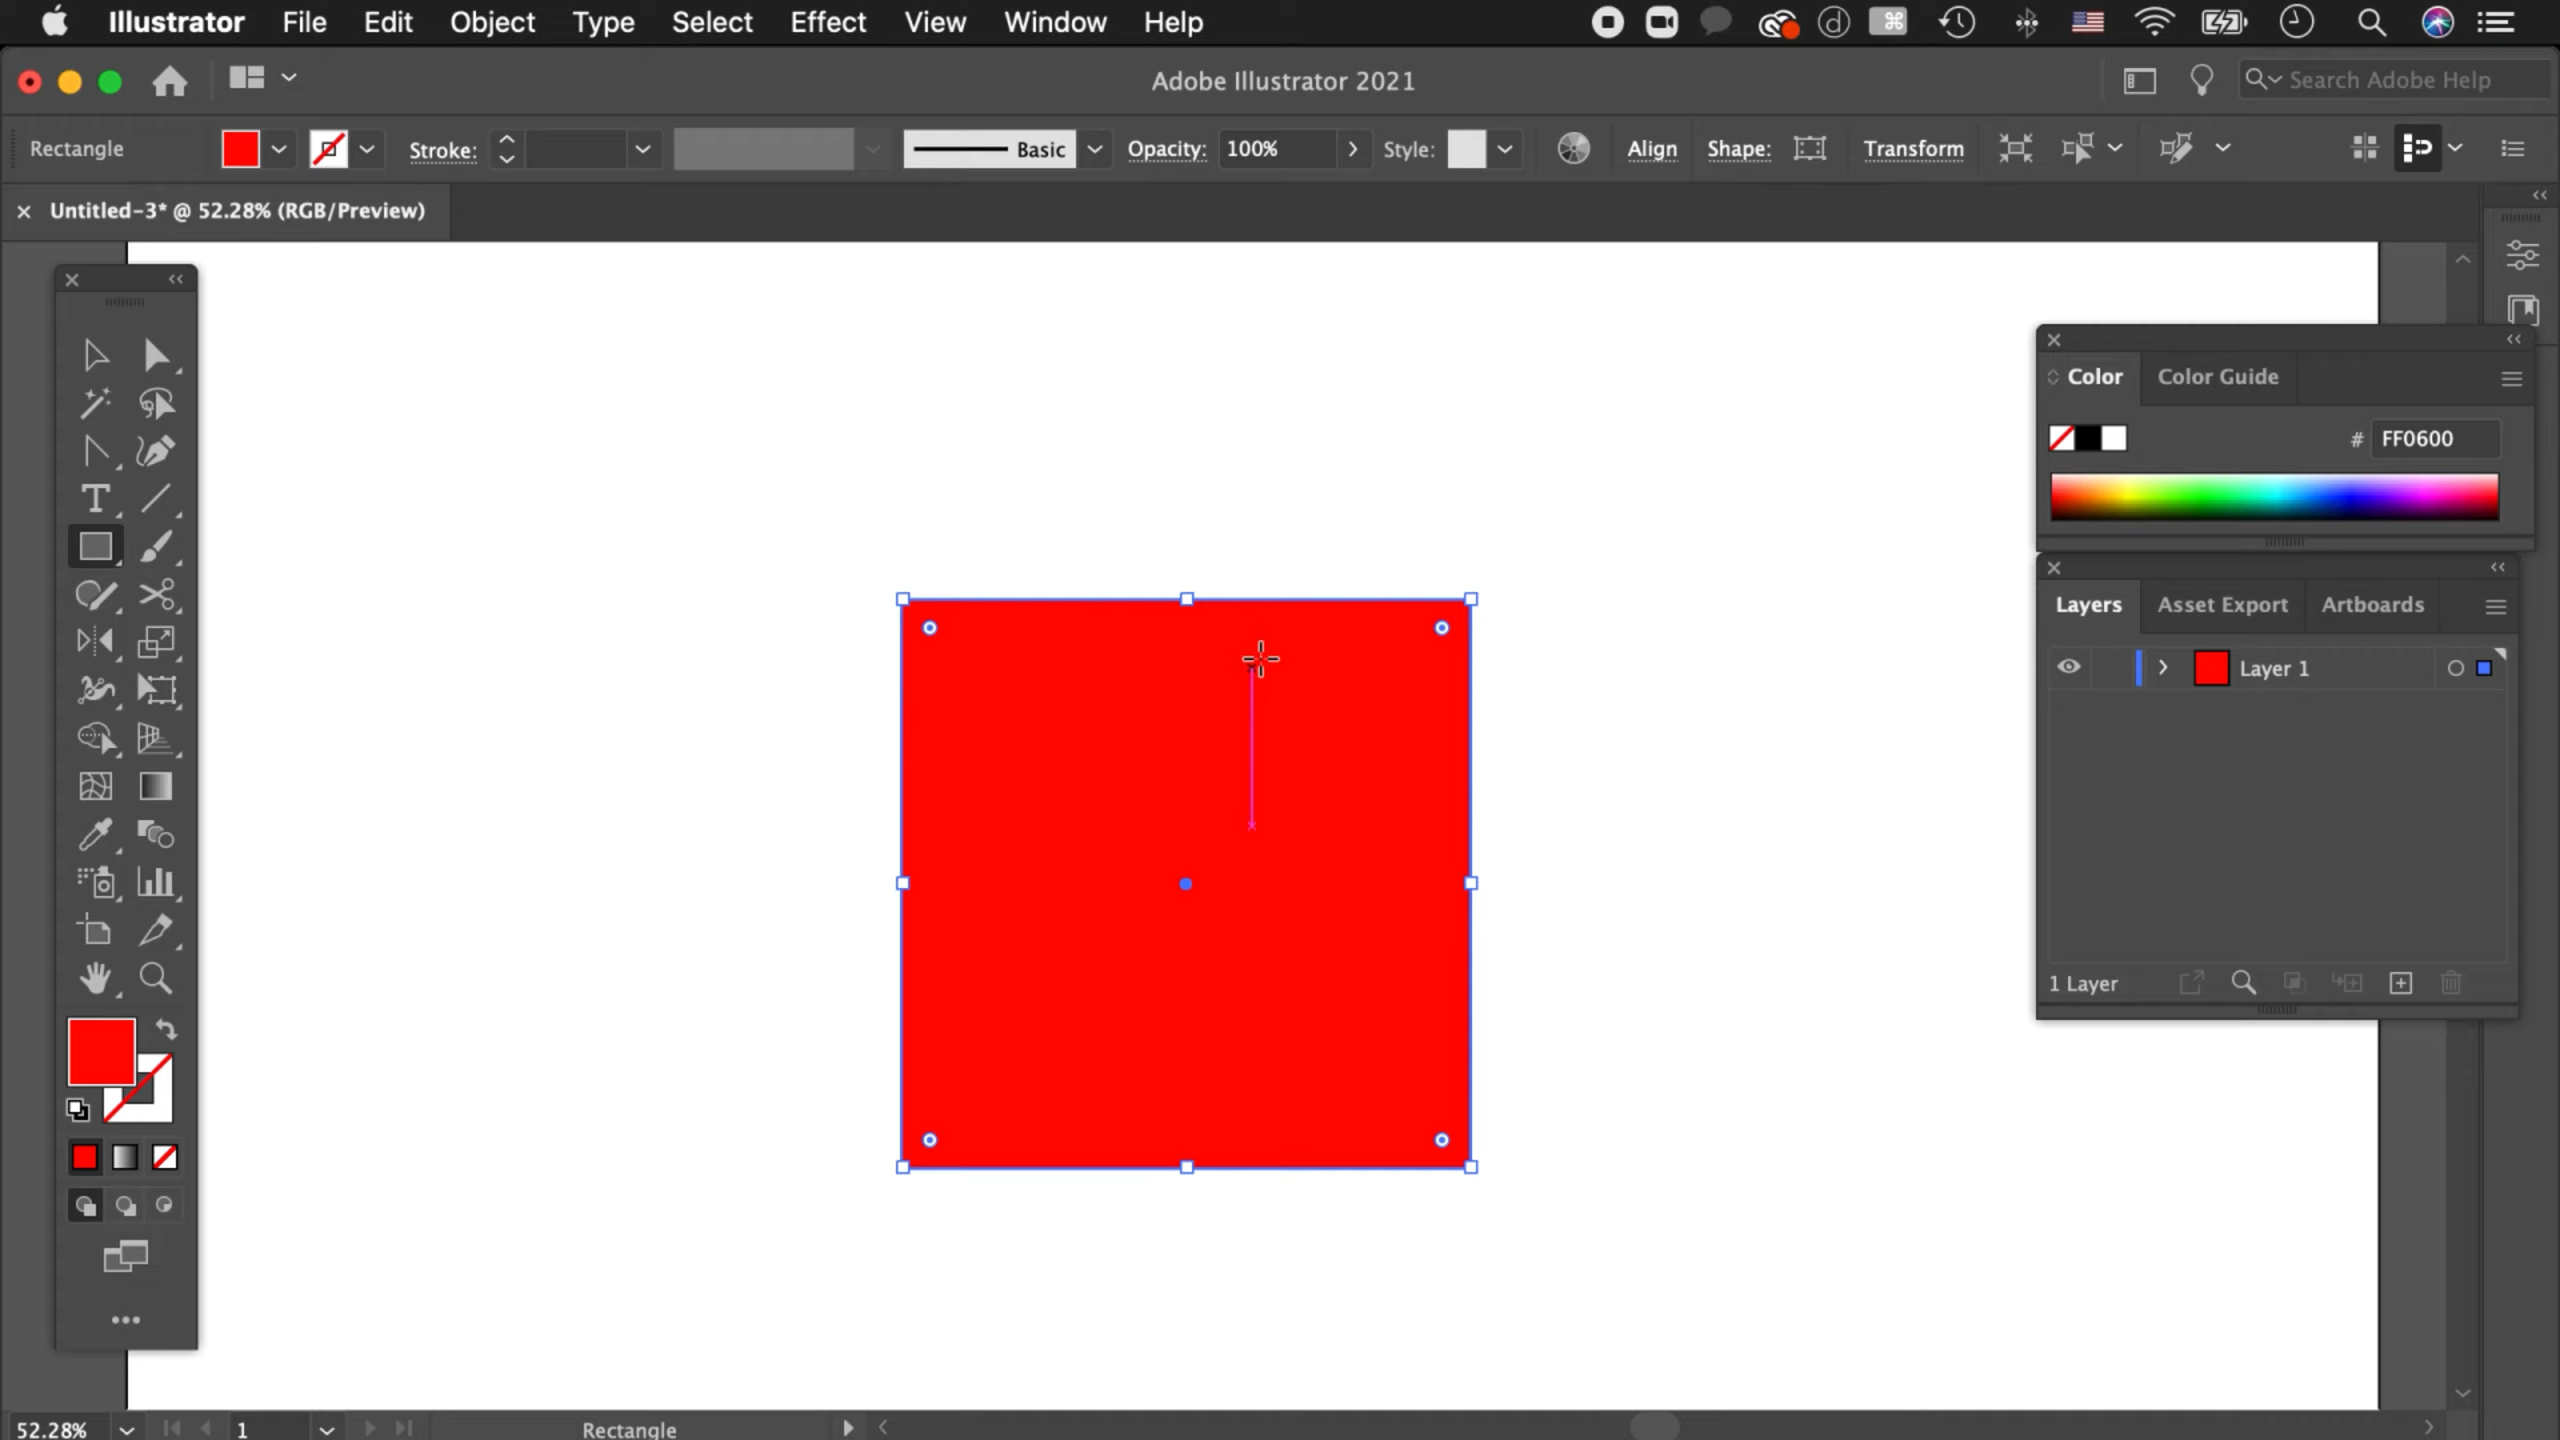 Illustrator File Edit Object Type Select Effect View Window Help
Adobe Illustrator 2021
Search Adobe Help
Rectangle Stroke: Basic Opacity: 100% Style: Align Shape: Transform
Untitled-3* @ 52.28% (RGB/Preview)
Color Color Guide
# FF0600
Layers Asset Export Artboards
Layer 1
1 Layer
52.28% 1 Rectangle